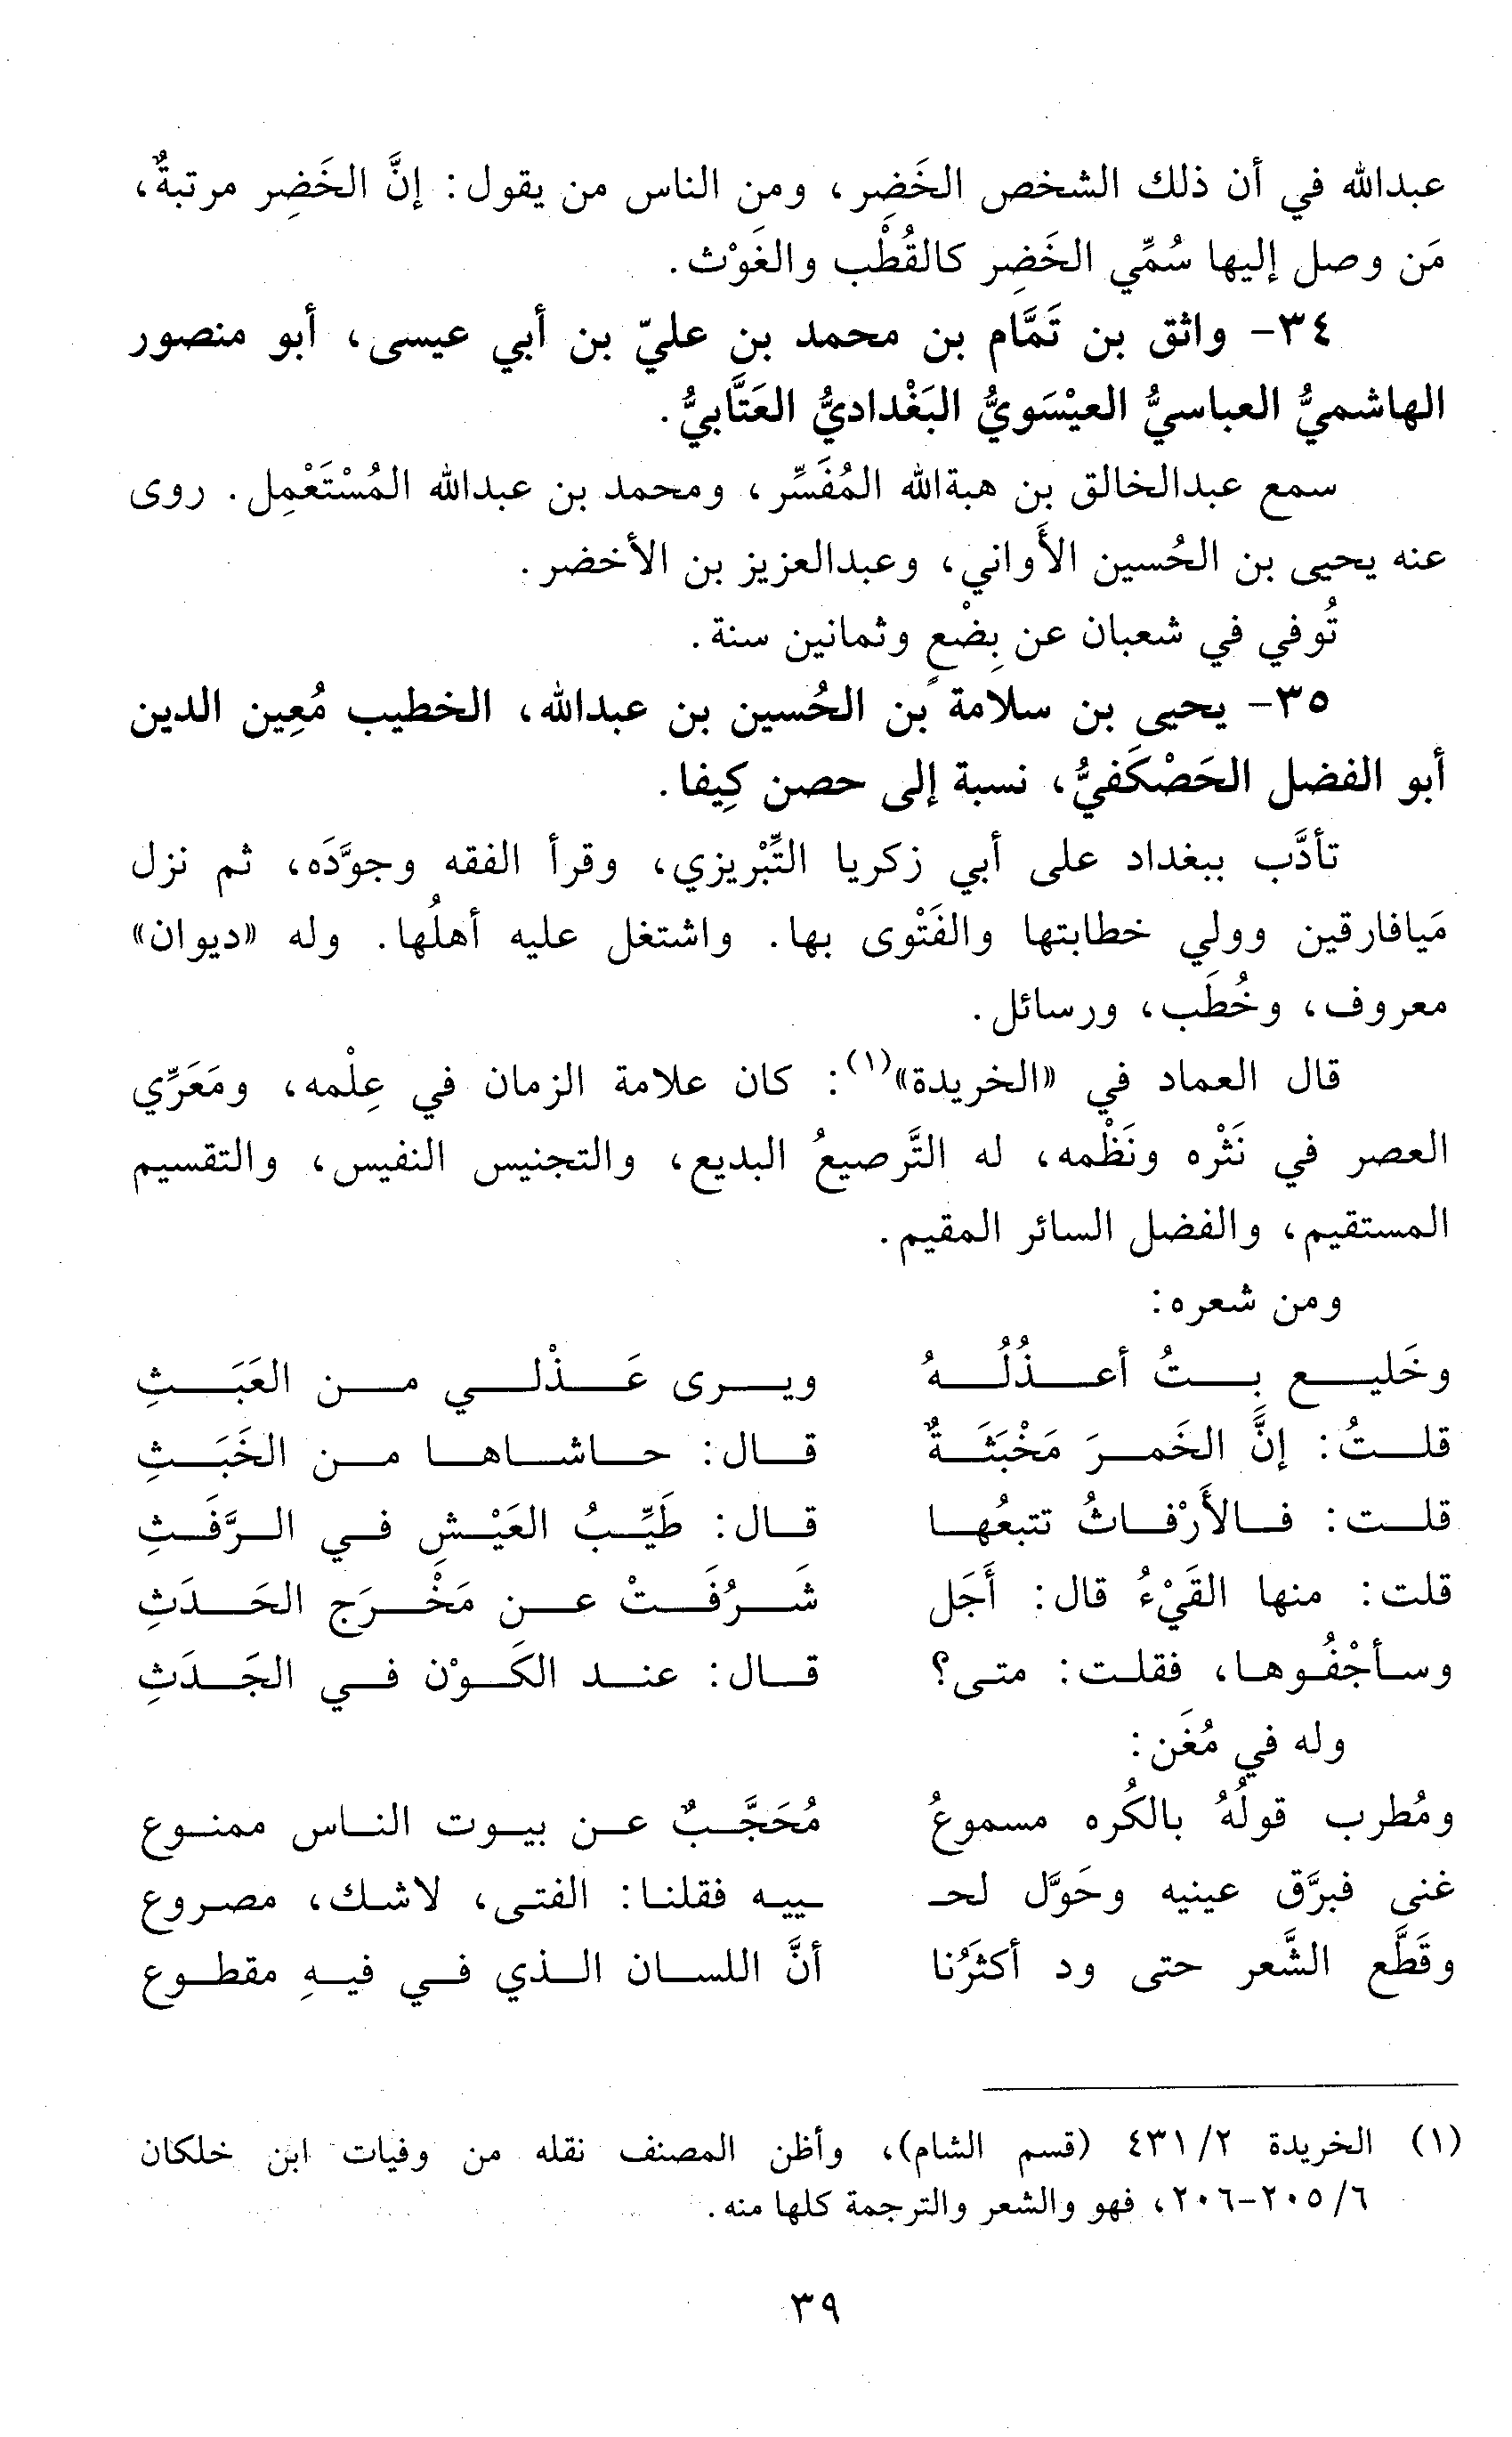 عبدالله في أن ذلك الشخص الخَضِر، ومن الناس من يقول: إنَّ الخَضِر مرتبةٌ،
مَن وصل إليها سُمِّي الخَضِر كالقُطْب والغَوْث.
٣٤- واثق بن تَمَّام بن محمد بن عليّ بن أبي عيسى، أبو منصور
الهاشميُّ العباسيُّ العيْسَويُّ البَغْداديُّ العَتَّابيُّ.
سمع عبدالخالق بن هبةالله المُفَسِّر، ومحمد بن عبدالله المُسْتَعْمِل. روى
عنه يحيى بن الحُسين الأَواني، وعبدالعزيز بن الأخضر.
تُوفي في شعبان عن بِضْعٍ وثمانين سنة.
٣٥- يحيى بن سلامة بن الحُسين بن عبدالله، الخطيب مُعِين الدين
أبو الفضل الحَصْكَفيُّ، نسبة إلى حصن كِيفا.
تأدَّب ببغداد على أبي زكريا التِّبْريزي، وقرأ الفقه وجوَّدَه، ثم نزل
مَيافارقين وولي خطابتها والفَتْوى بها. واشتغل عليه أهلُها. وله «ديوان»
معروف، وخُطَب، ورسائل.
قال العماد في «الخريدة»(١): كان علامة الزمان في عِلْمه، ومَعَرِّي
العصر في نَثْره ونَظْمه، له التَّرصيعُ البديع، والتجنيس النفيس، والتقسيم
المستقيم، والفضل السائر المقيم.
ومن شعره:
وخَليع بتُ أعذُلُهُ ويرى عَذْلي من العَبَثِ
قلتُ: إنَّ الخَمرَ مَخْبَثَةٌ قال: حاشاها من الخَبَثِ
قلت: فالأَرْفاثُ تتبعُها قال: طَيِّبُ العَيْشِ في الرَّفَثِ
قلت: منها القَيْءُ قال: أَجَل شَرُفَتْ عن مَخْرَج الحَدَثِ
وسأجْفُوها، فقلت: متى؟ قال: عند الكَوْن في الجَدَثِ
وله في مُغَن:
ومُطرب قولُهُ بالكُره مسموعُ مُحَجَّبٌ عن بيوت الناس ممنوع
غنى فبرَّق عينيه وحَوَّل لحـ ـييه فقلنا: الفتى، لاشك، مصروع
وقَطَّع الشَّعر حتى ود أكثَرُنا أنَّ اللسان الذي في فيهِ مقطوع
(١) الخريدة ٢/ ٤٣١ (قسم الشام)، وأظن المصنف نقله من وفيات ابن خلكان
٦/ ٢٠٥-٢٠٦، فهو والشعر والترجمة كلها منه.
٣٩